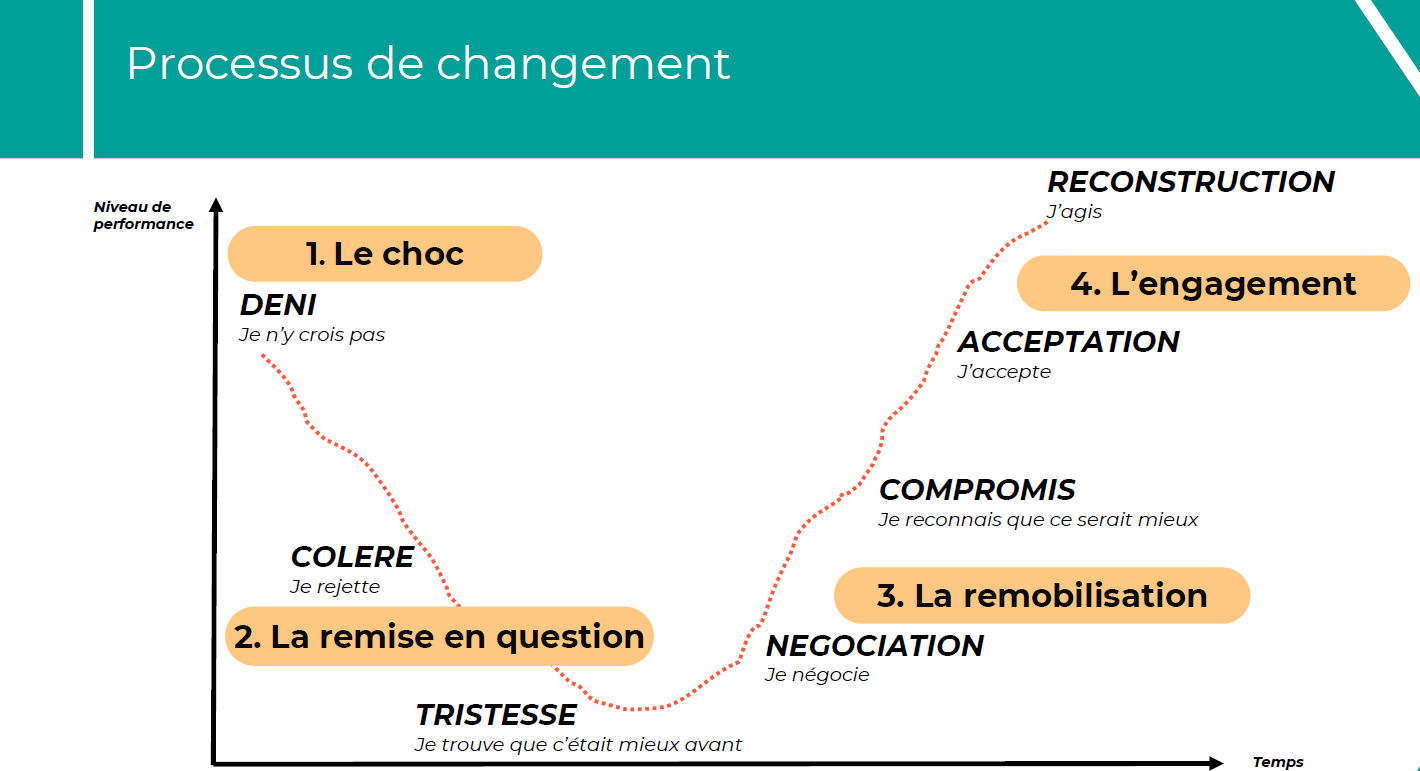 Processus de changement
Niveau de
performance
1. Le choc
DENI
Je n’y crois pas
COLERE
Je rejette
2. La remise en question
TRISTESSE
Je trouve que c’était mieux avant
NEGOCIATION
Je négocie
3. La remobilisation
COMPROMIS
Je reconnais que ce serait mieux
ACCEPTATION
J’accepte
4. L’engagement
RECONSTRUCTION
J’agis
Temps